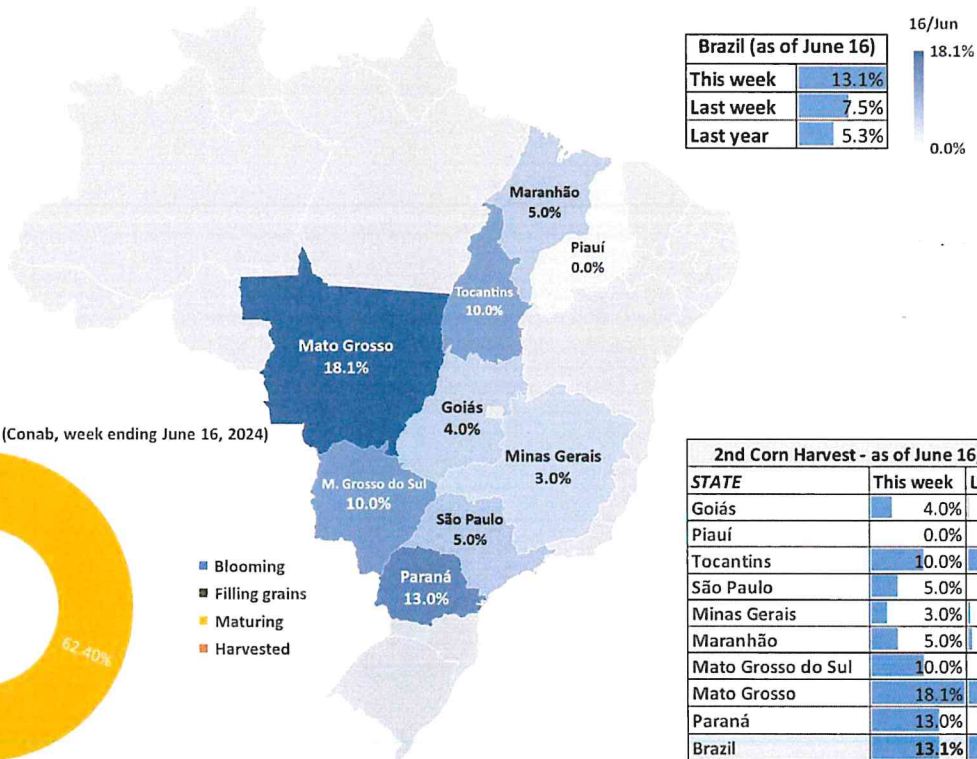 16/Jun
18.1%
0.0%
Brazil (as of June 16)
This week 13.1%
Last week 7.5%
Last year 5.3%
Maranhão
5.0%
Piauí
0.0%
Tocantins
10.0%
Mato Grosso
18.1%
Goiás
4.0%
Minas Gerais
3.0%
M. Grosso do Sul
10.0%
São Paulo
5.0%
Paraná
13.0%
(Conab, week ending June 16, 2024)
62.40%
Blooming
Filling grains
Maturing
Harvested
2nd Corn Harvest - as of June 16
STATE This week L
Goiás 4.0%
Piauí 0.0%
Tocantins 10.0%
São Paulo 5.0%
Minas Gerais 3.0%
Maranhão 5.0%
Mato Grosso do Sul 10.0%
Mato Grosso 18.1%
Paraná 13.0%
Brazil 13.1%